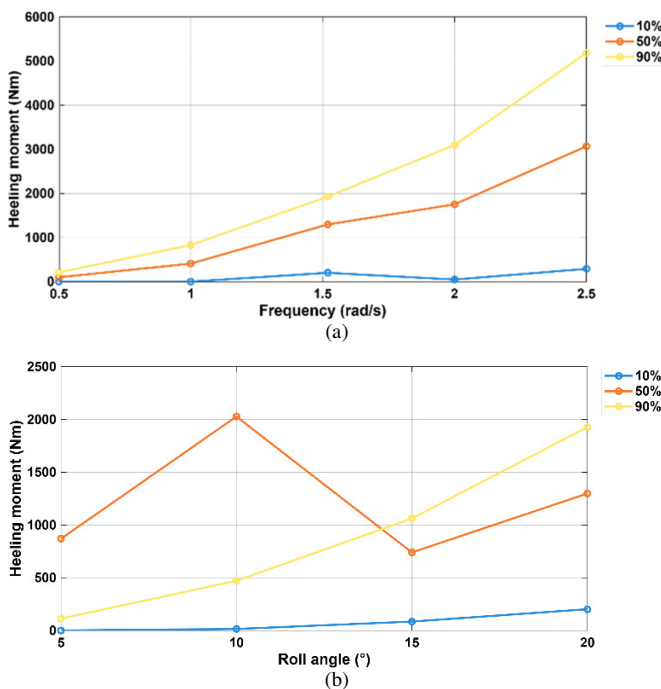 6000
5000
4000
3000
2000
1000
0
Heeling moment (Nm)
0.5 1 1.5 2 2.5
Frequency (rad/s)
10%
50%
90%
(a)
2500
2000
1500
1000
500
0
Heeling moment (Nm)
5 10 15 20
Roll angle (°)
10%
50%
90%
(b)